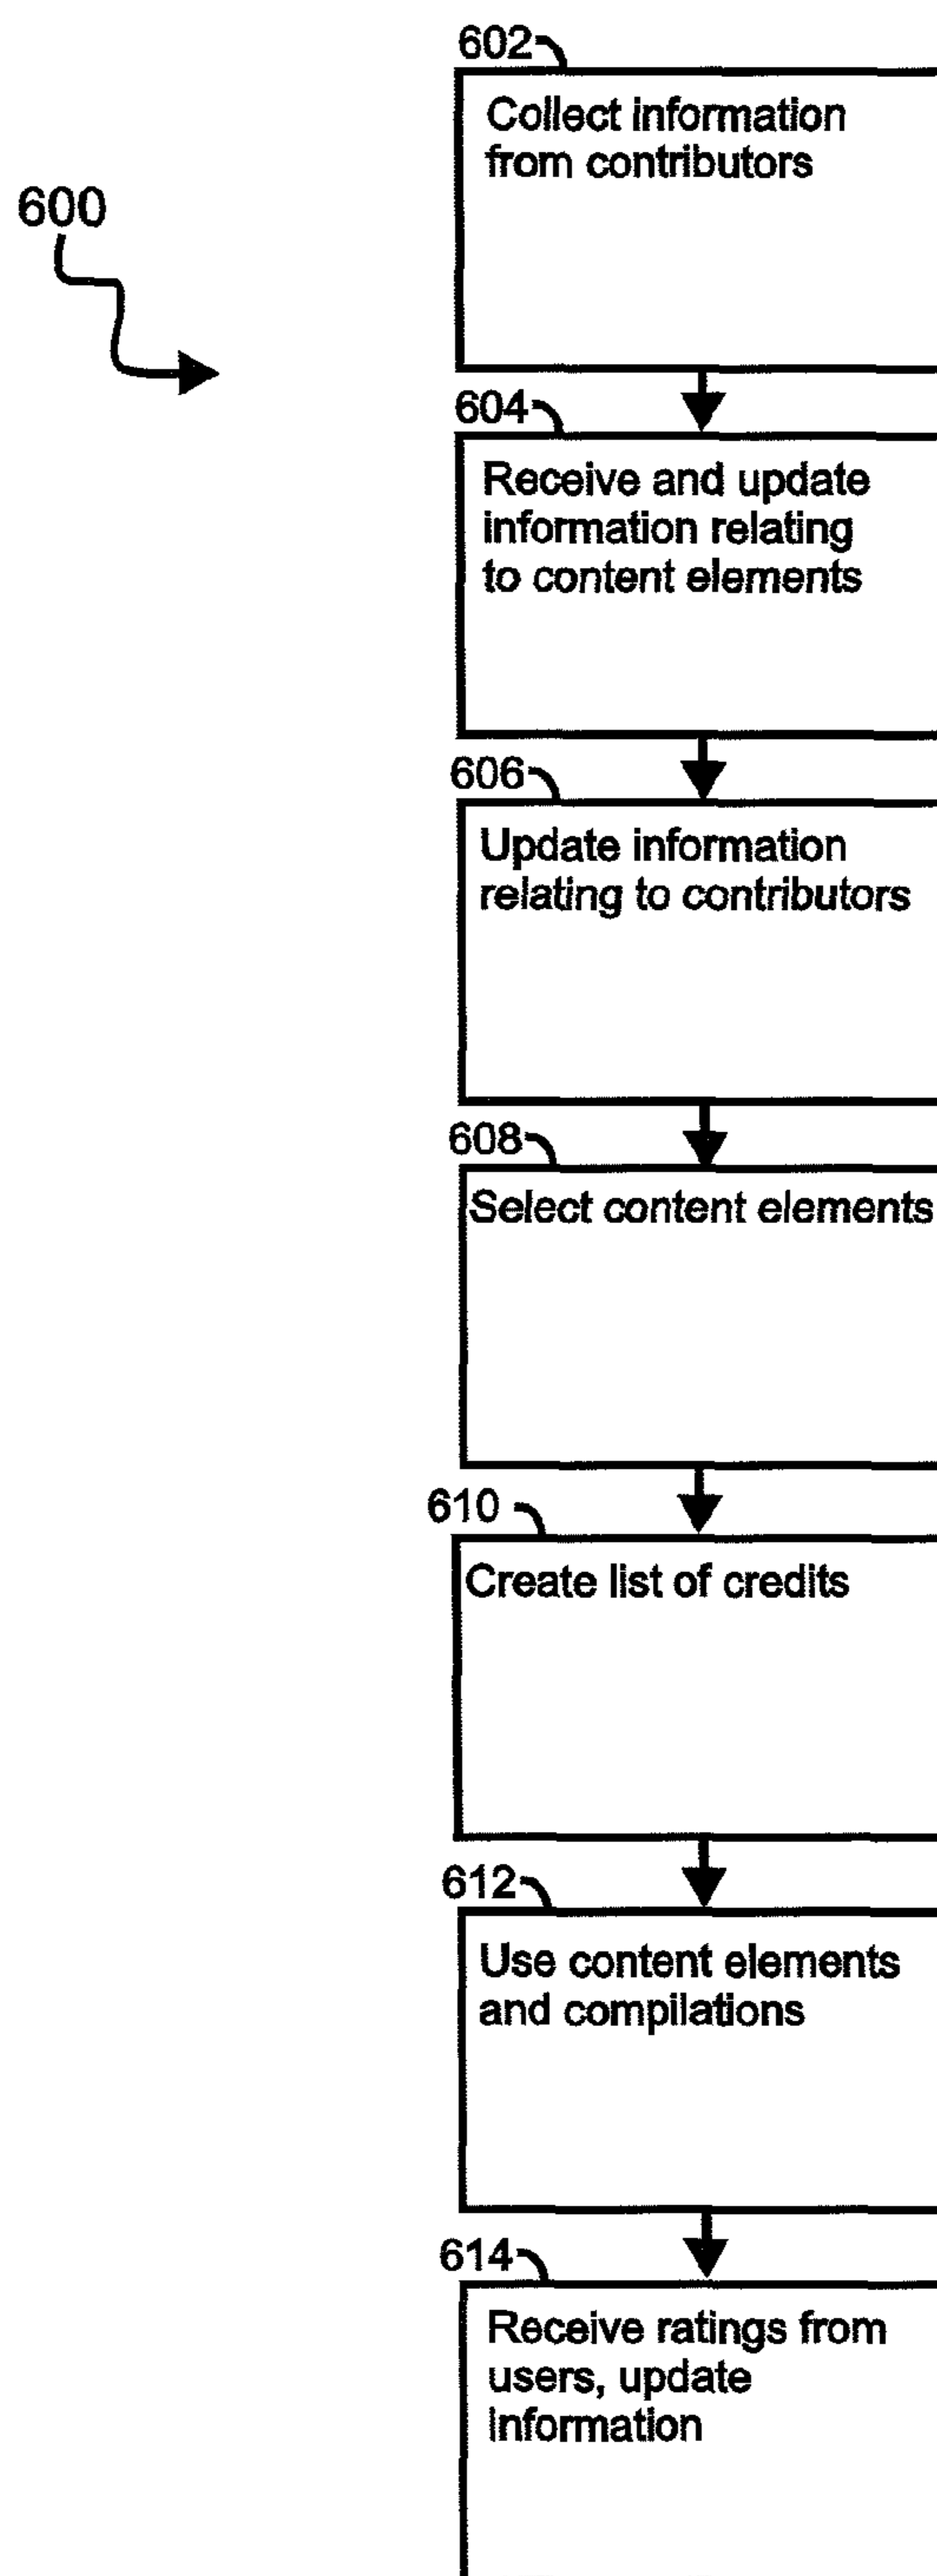 602
Collect information
from contributors
600
604
Receive and update
information relating
to content elements
606
Update information
relating to contributors
608
Select content elements
610
Create list of credits
612
Use content elements
and compilations
614
Receive ratings from
users, update
information